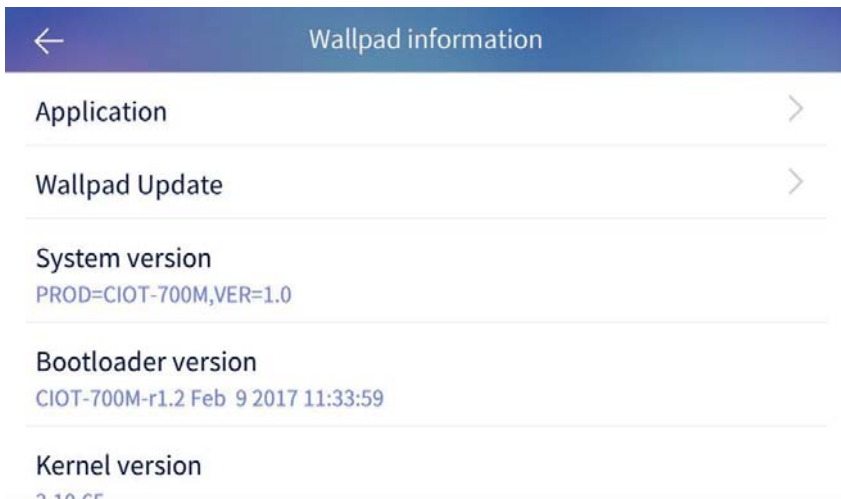 Wallpad information
Application
Wallpad Update
System version
PROD=CIOT-700M,VER=1.0
Bootloader version
CIOT-700M-r1.2 Feb 9 2017 11:33:59
Kernel version